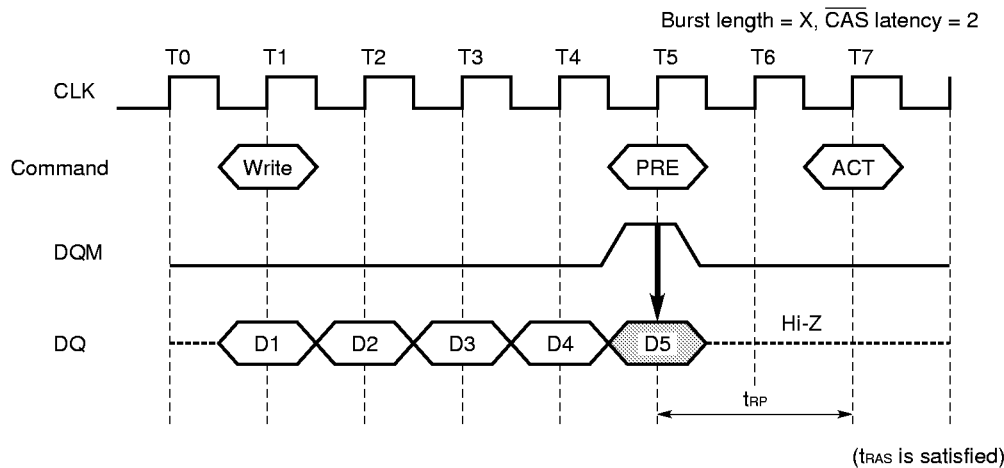 Burst length = X, CAS latency = 2
T0 T1 T2 T3 T4 T5 T6 T7
CLK
Command Write PRE ACT
DQM
Hi-Z
DQ D1 D2 D3 D4 D5
tRP
(tRAS is satisfied)